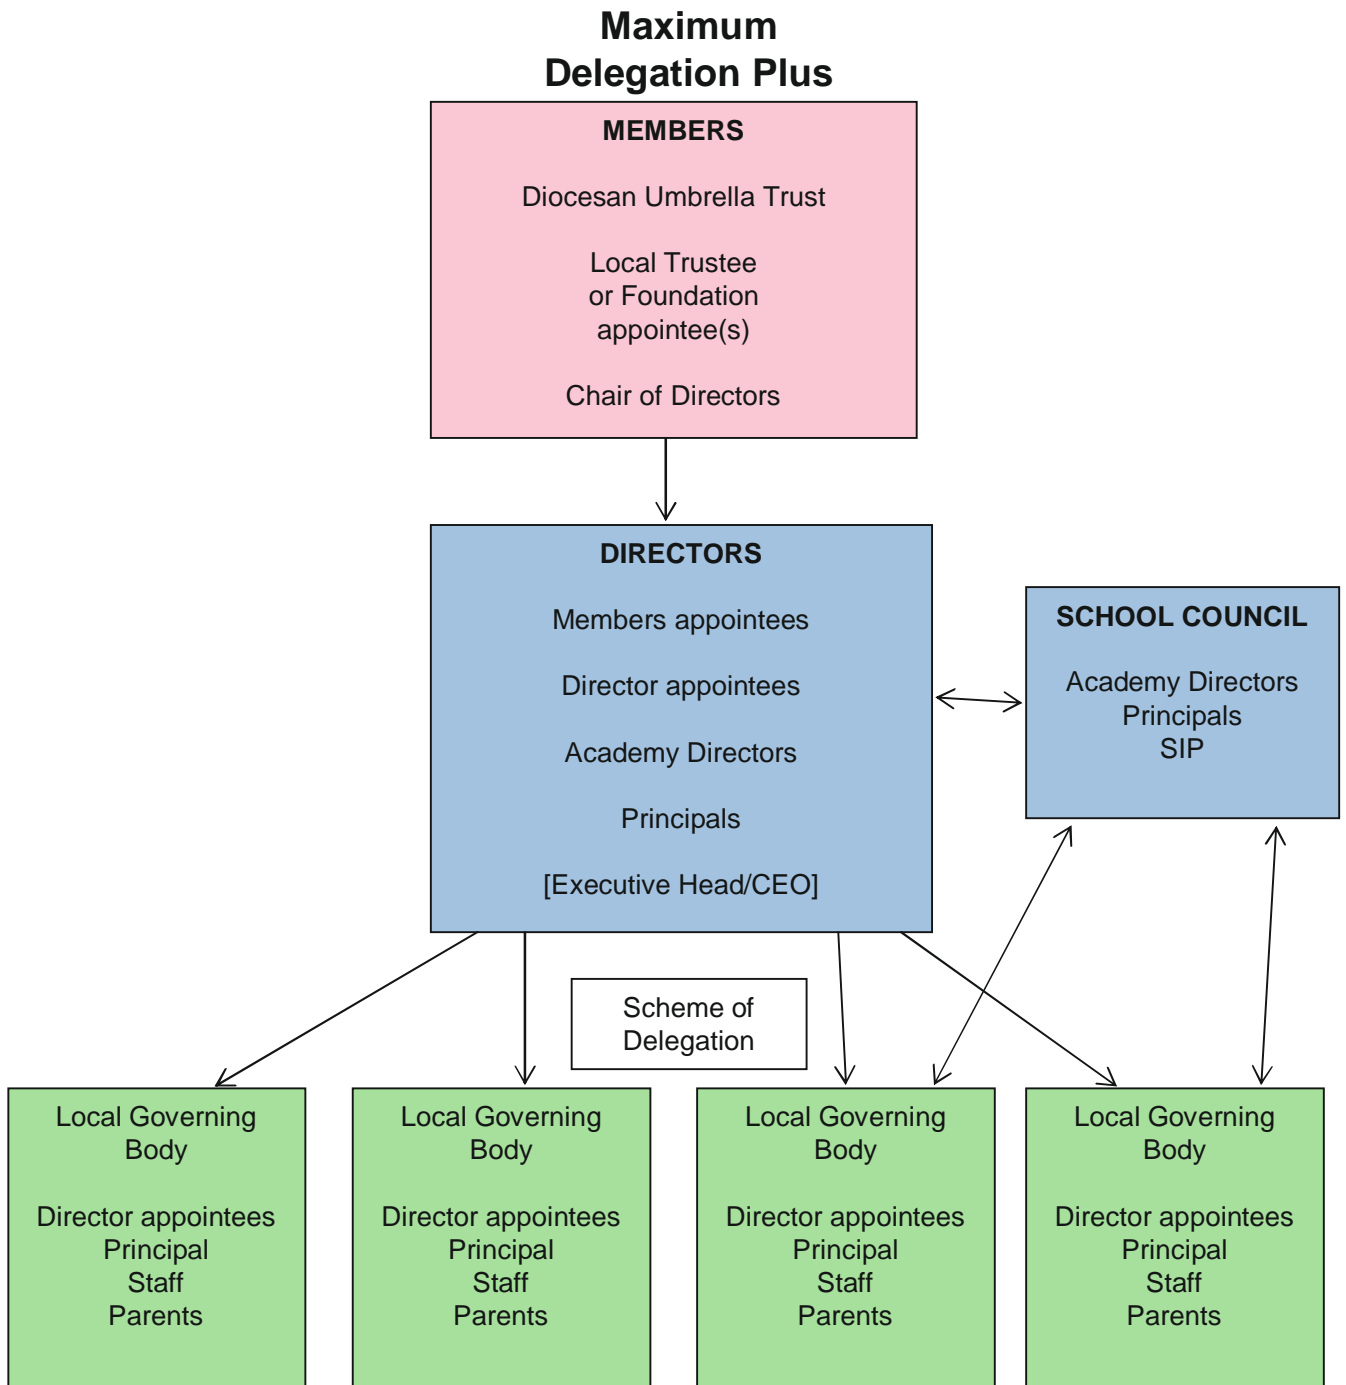 Maximum
Delegation Plus
MEMBERS
Diocesan Umbrella Trust
Local Trustee
or Foundation
appointee(s)
Chair of Directors
DIRECTORS
Members appointees
Director appointees
Academy Directors
Principals
[Executive Head/CEO]
SCHOOL COUNCIL
Academy Directors
Principals
SIP
Scheme of
Delegation
Local Governing
Body
Director appointees
Principal
Staff
Parents
Local Governing
Body
Director appointees
Principal
Staff
Parents
Local Governing
Body
Director appointees
Principal
Staff
Parents
Local Governing
Body
Director appointees
Principal
Staff
Parents